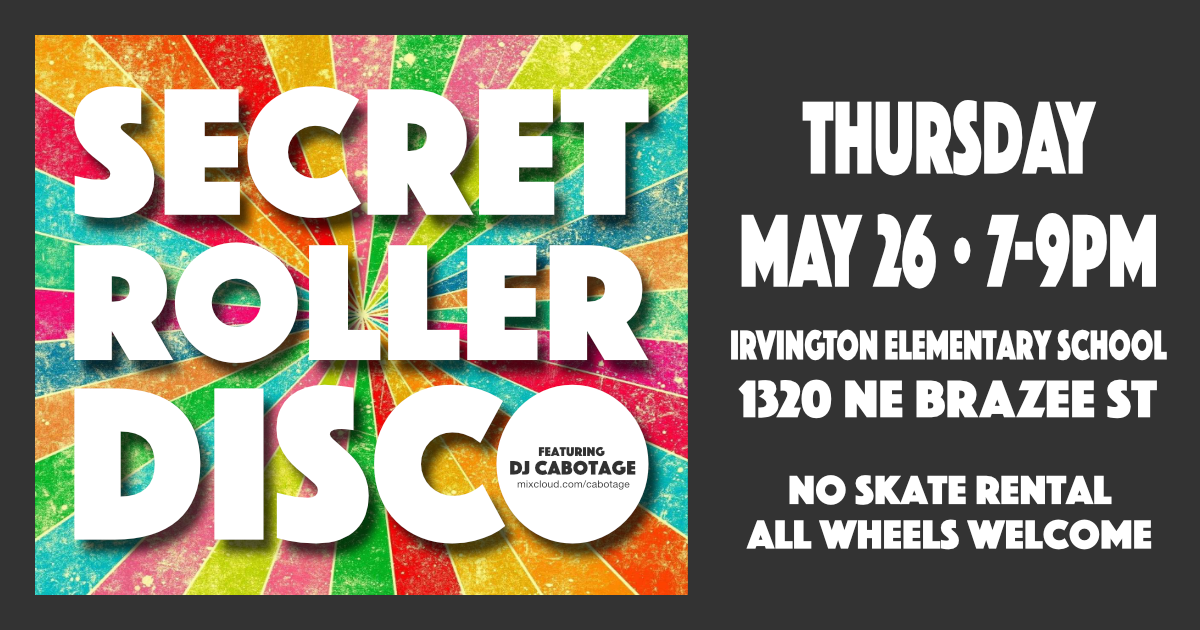 SECRET
ROLLER
DISCO
FEATURING
DJ CABOTAGE
mixcloud.com/cabotage
THURSDAY
MAY 26 • 7-9PM
IRVINGTON ELEMENTARY SCHOOL
1320 NE BRAZEE ST
NO SKATE RENTAL
ALL WHEELS WELCOME